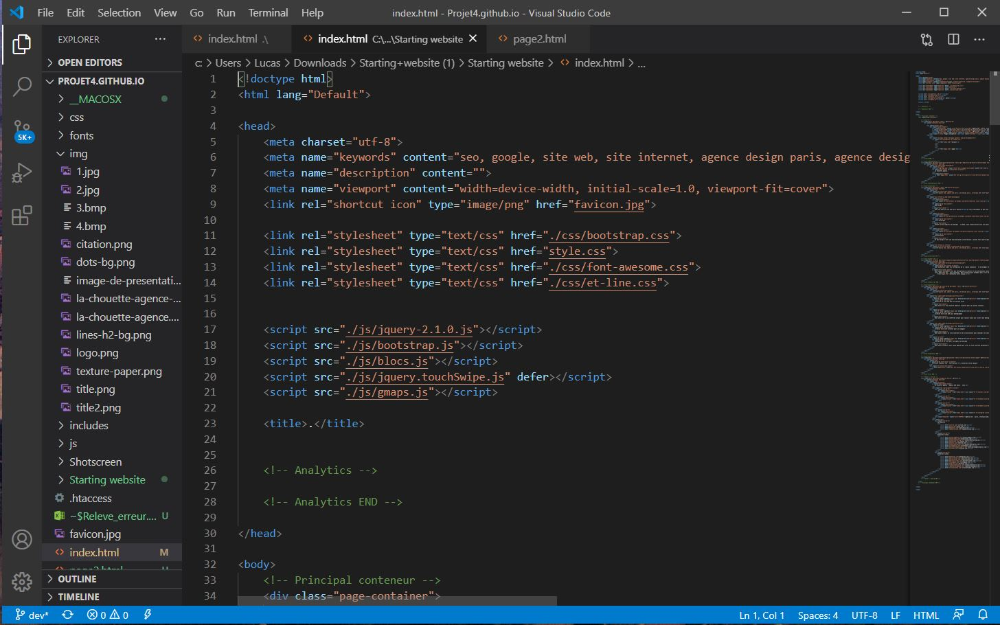 File Edit Selection View Go Run Terminal Help index.html - Projet4.github.io - Visual Studio Code
EXPLORER ...
index.html .\ index.html C:\...\Starting website page2.html
c: > Users > Lucas > Downloads > Starting+website (1) > Starting website > index.html > ...
5K+
OPEN EDITORS
PROJET4.GITHUB.IO
__MACOSX
css
fonts
img
1.jpg
2.jpg
3.bmp
4.bmp
citation.png
dots-bg.png
image-de-presentati...
la-chouette-agence-...
la-chouette-agence....
lines-h2-bg.png
logo.png
texture-paper.png
title.png
title2.png
includes
js
Shotscreen
Starting website
.htaccess
~$Releve_erreur.... U
favicon.jpg
index.html M
page2.html U
OUTLINE
TIMELINE
1 <!doctype html>
2 <html lang="Default">
3
4 <head>
5 <meta charset="utf-8">
6 <meta name="keywords" content="seo, google, site web, site internet, agence design paris, agence desig
7 <meta name="description" content="">
8 <meta name="viewport" content="width=device-width, initial-scale=1.0, viewport-fit=cover">
9 <link rel="shortcut icon" type="image/png" href="favicon.jpg">
10
11 <link rel="stylesheet" type="text/css" href="./css/bootstrap.css">
12 <link rel="stylesheet" type="text/css" href="style.css">
13 <link rel="stylesheet" type="text/css" href="./css/font-awesome.css">
14 <link rel="stylesheet" type="text/css" href="./css/et-line.css">
15
16
17 <script src="./js/jquery-2.1.0.js"></script>
18 <script src="./js/bootstrap.js"></script>
19 <script src="./js/blocs.js"></script>
20 <script src="./js/jquery.touchSwipe.js" defer></script>
21 <script src="./js/gmaps.js"></script>
22
23 <title>.</title>
24
25
26 <!-- Analytics -->
27
28 <!-- Analytics END -->
29
30 </head>
31
32 <body>
33 <!-- Principal conteneur -->
34 <div class="page-container">
dev* 0 0 Ln 1, Col 1 Spaces: 4 UTF-8 LF HTML